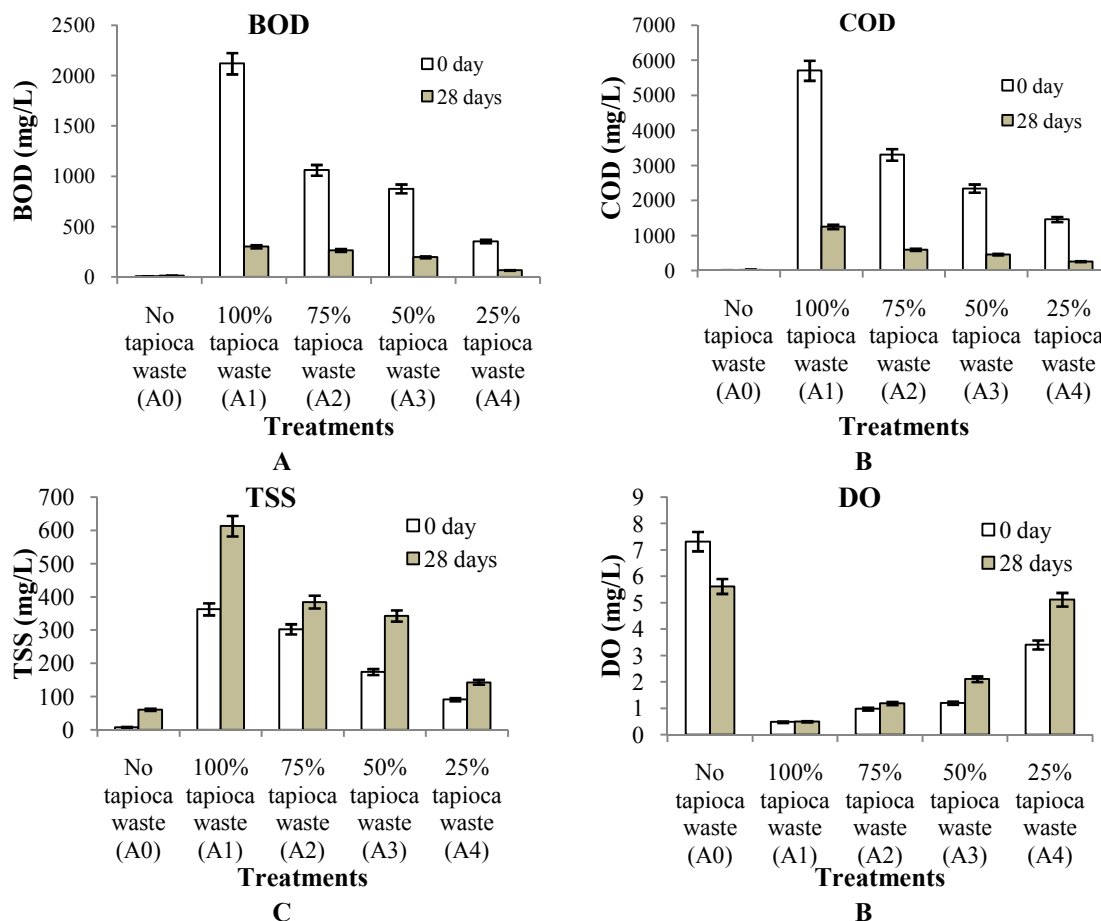 BOD
BOD (mg/L)
2500
2000
1500
1000
500
0
0 day
28 days
No tapioca waste (A0)
100% tapioca waste (A1)
75% tapioca waste (A2)
50% tapioca waste (A3)
25% tapioca waste (A4)
Treatments
A
COD
COD (mg/L)
7000
6000
5000
4000
3000
2000
1000
0
0 day
28 days
No tapioca waste (A0)
100% tapioca waste (A1)
75% tapioca waste (A2)
50% tapioca waste (A3)
25% tapioca waste (A4)
Treatments
B
TSS
TSS (mg/L)
700
600
500
400
300
200
100
0
0 day
28 days
No tapioca waste (A0)
100% tapioca waste (A1)
75% tapioca waste (A2)
50% tapioca waste (A3)
25% tapioca waste (A4)
Treatments
C
DO
DO (mg/L)
9
8
7
6
5
4
3
2
1
0
0 day
28 days
No tapioca waste (A0)
100% tapioca waste (A1)
75% tapioca waste (A2)
50% tapioca waste (A3)
25% tapioca waste (A4)
Treatments
B